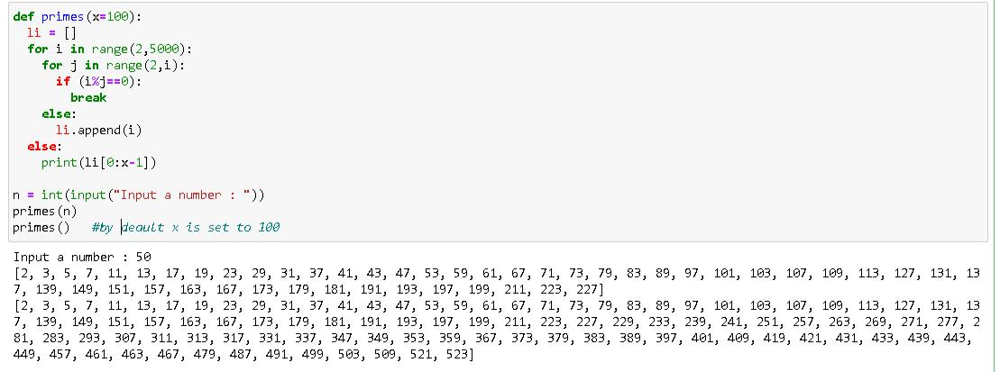 def primes(x=100):
  li = []
  for i in range(2,5000):
    for j in range(2,i):
      if (i%j==0):
        break
    else:
      li.append(i)
  else:
    print(li[0:x-1])
n = int(input("Input a number : "))
primes(n)
primes()   #by deault x is set to 100
Input a number : 50
[2, 3, 5, 7, 11, 13, 17, 19, 23, 29, 31, 37, 41, 43, 47, 53, 59, 61, 67, 71, 73, 79, 83, 89, 97, 101, 103, 107, 109, 113, 127, 131, 13
7, 139, 149, 151, 157, 163, 167, 173, 179, 181, 191, 193, 197, 199, 211, 223, 227]
[2, 3, 5, 7, 11, 13, 17, 19, 23, 29, 31, 37, 41, 43, 47, 53, 59, 61, 67, 71, 73, 79, 83, 89, 97, 101, 103, 107, 109, 113, 127, 131, 13
7, 139, 149, 151, 157, 163, 167, 173, 179, 181, 191, 193, 197, 199, 211, 223, 227, 229, 233, 239, 241, 251, 257, 263, 269, 271, 277, 2
81, 283, 293, 307, 311, 313, 317, 331, 337, 347, 349, 353, 359, 367, 373, 379, 383, 389, 397, 401, 409, 419, 421, 431, 433, 439, 443,
449, 457, 461, 463, 467, 479, 487, 491, 499, 503, 509, 521, 523]